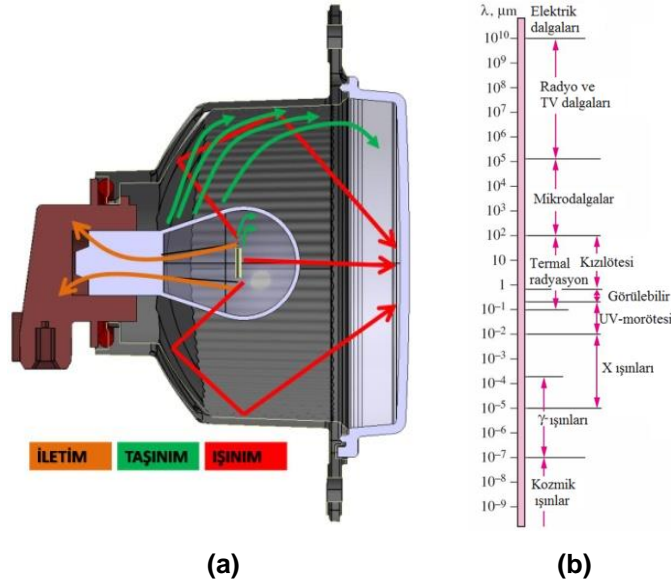 İLETİM
TAŞINIM
IŞINIM
(a)
λ, μm
Elektrik
dalgaları
10¹⁰
10⁹
10⁸
Radyo ve
TV dalgaları
10⁷
10⁶
10⁵
10⁴
Mikrodalgalar
10³
10²
Termal
radyasyon
Kızılötesi
10
1
Görülebilir
10⁻¹
UV-morötesi
10⁻²
10⁻³
X ışınları
10⁻⁴
10⁻⁵
γ-ışınları
10⁻⁶
10⁻⁷
Kozmik
ışınlar
10⁻⁸
10⁻⁹
(b)